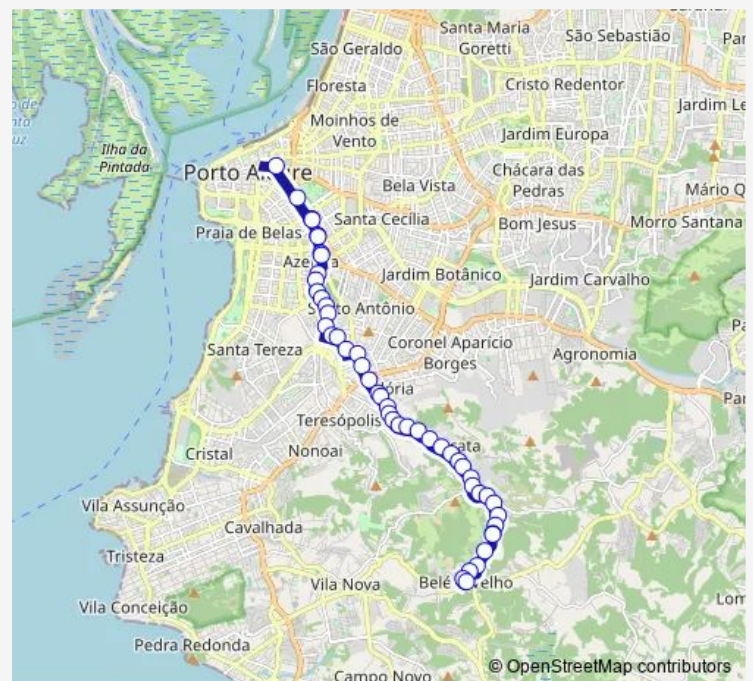 Santa Maria
Goretti
São Sebastião
São Geraldo
Floresta
Cristo Redentor
Jardim Le
Moinhos de
Vento
Jardim Europa
Ilha da
Pintada
Chácara das
Pedras
Bela Vista
Mário Q
Santa Cecília
Bom Jesus
Morro Santana
Praia de Belas
Jardim Botânico
Jardim Carvalho
Santa Tereza
Coronel Aparício
Borges
Agronomia
Teresópolis
Nonoai
Cristal
Vila Assunção
Cavalhada
Tristeza
Vila Nova
Vila Conceição
Lom
Pedra Redonda
Campo Novo
© OpenStreetMap contributors